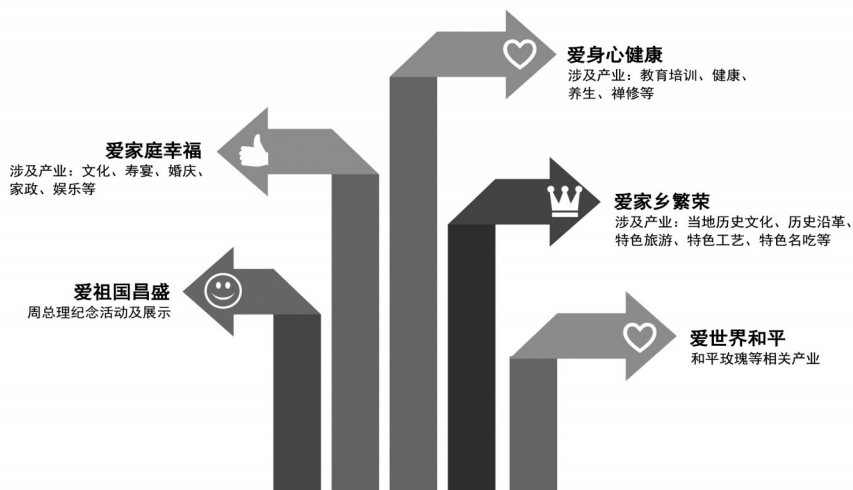 爱身心健康
涉及产业：教育培训、健康、
养生、禅修等
爱家庭幸福
涉及产业：文化、寿宴、婚庆、
家政、娱乐等
爱家乡繁荣
涉及产业：当地历史文化、历史沿革、
特色旅游、特色工艺、特色名吃等
爱祖国昌盛
周总理纪念活动及展示
爱世界和平
和平玫瑰等相关产业